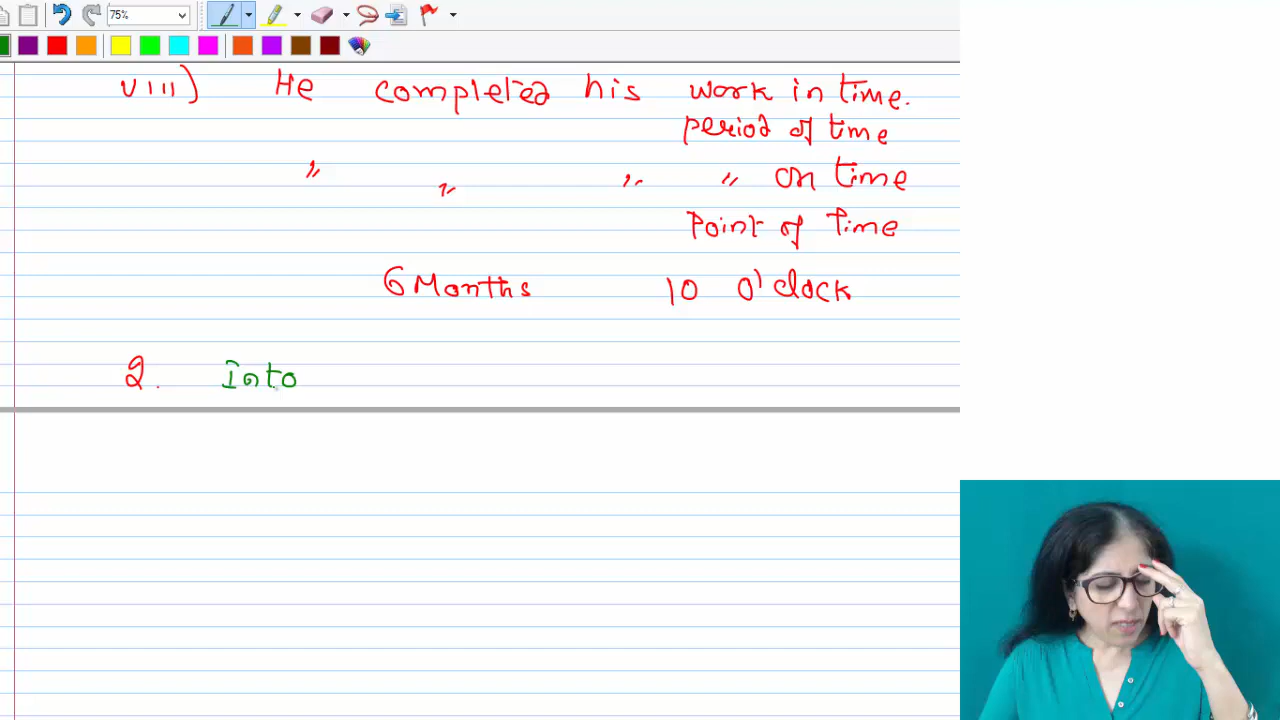 75%
viii) He completed his work in time.
period of time
" " " " on time
Point of Time
6 Months 10 o'clock
2. Into